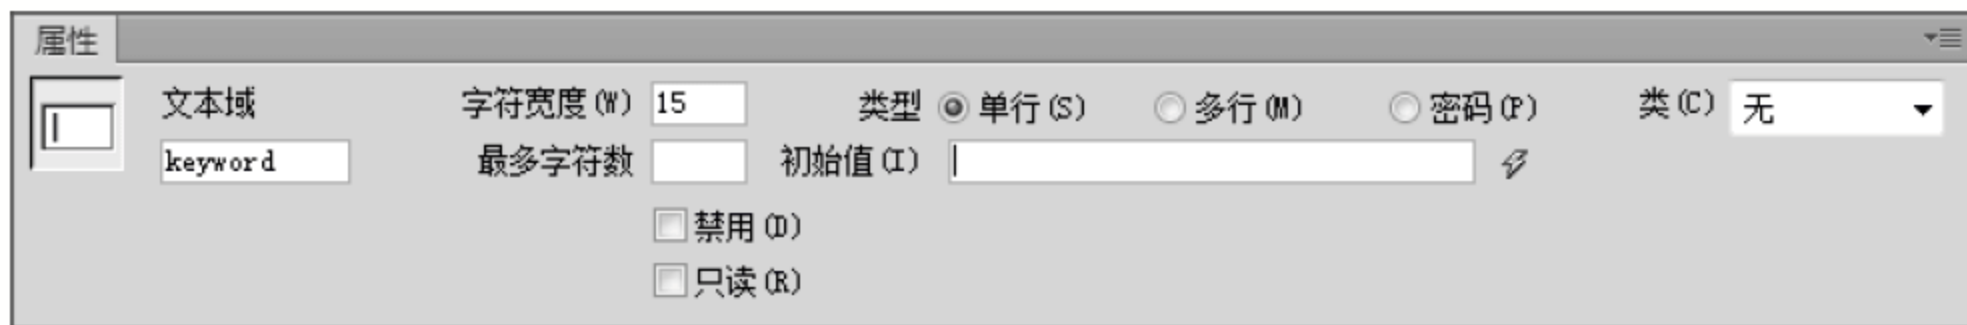 属性
文本域 字符宽度(W) 15 类型 单行(S) 多行(M) 密码(P) 类(C) 无
keyword 最多字符数 初始值(I)
禁用(D)
只读(R)